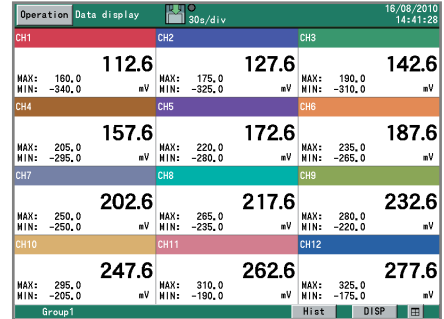 Operation Data display 30s/div 16/08/2010
14:41:28
CH1 CH2 CH3
112.6 127.6 142.6
MAX: 160.0 MAX: 175.0 MAX: 190.0
MIN: -340.0 mV MIN: -325.0 mV MIN: -310.0 mV
CH4 CH5 CH6
157.6 172.6 187.6
MAX: 205.0 MAX: 220.0 MAX: 235.0
MIN: -295.0 mV MIN: -280.0 mV MIN: -265.0 mV
CH7 CH8 CH9
202.6 217.6 232.6
MAX: 250.0 MAX: 265.0 MAX: 280.0
MIN: -250.0 mV MIN: -235.0 mV MIN: -220.0 mV
CH10 CH11 CH12
247.6 262.6 277.6
MAX: 295.0 MAX: 310.0 MAX: 325.0
MIN: -205.0 mV MIN: -190.0 mV MIN: -175.0 mV
Group1 Hist DISP